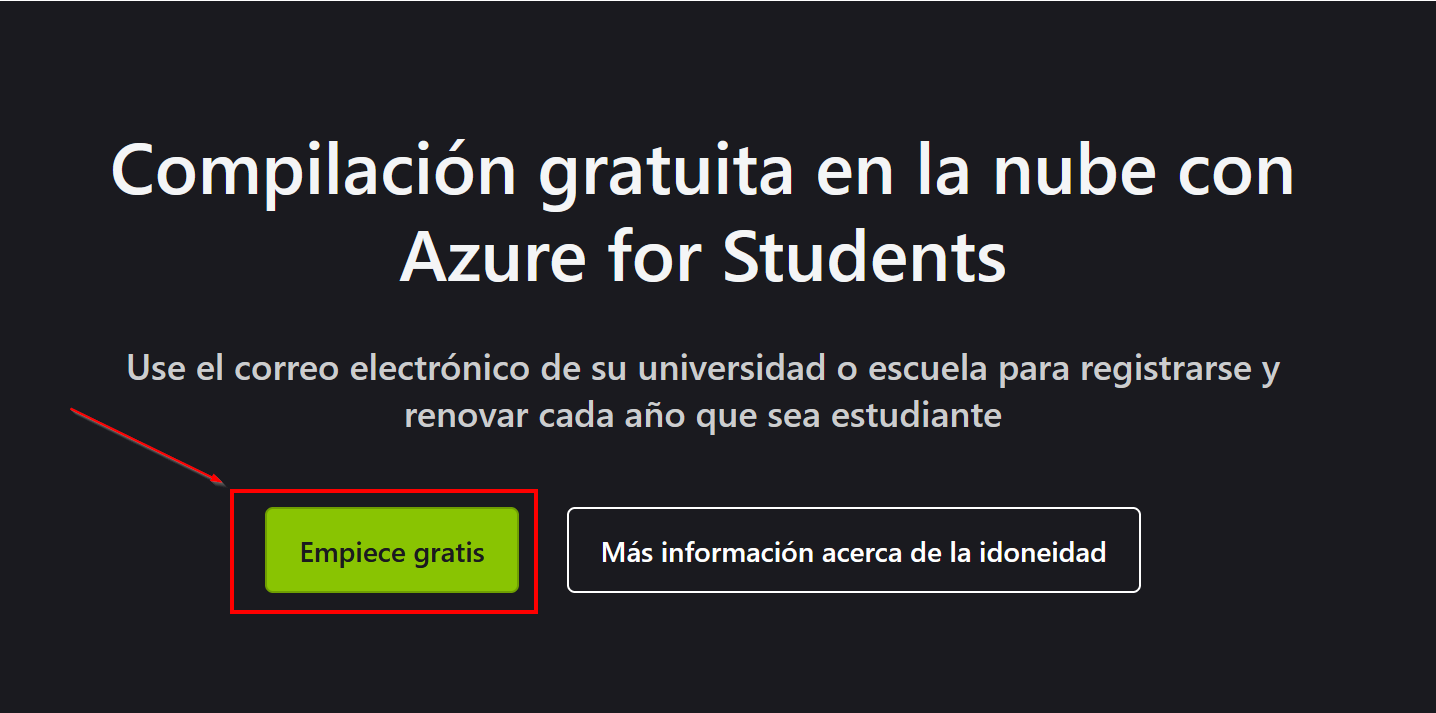 Compilación gratuita en la nube con
Azure for Students
Use el correo electrónico de su universidad o escuela para registrarse y
renovar cada año que sea estudiante
Empiece gratis
Más información acerca de la idoneidad